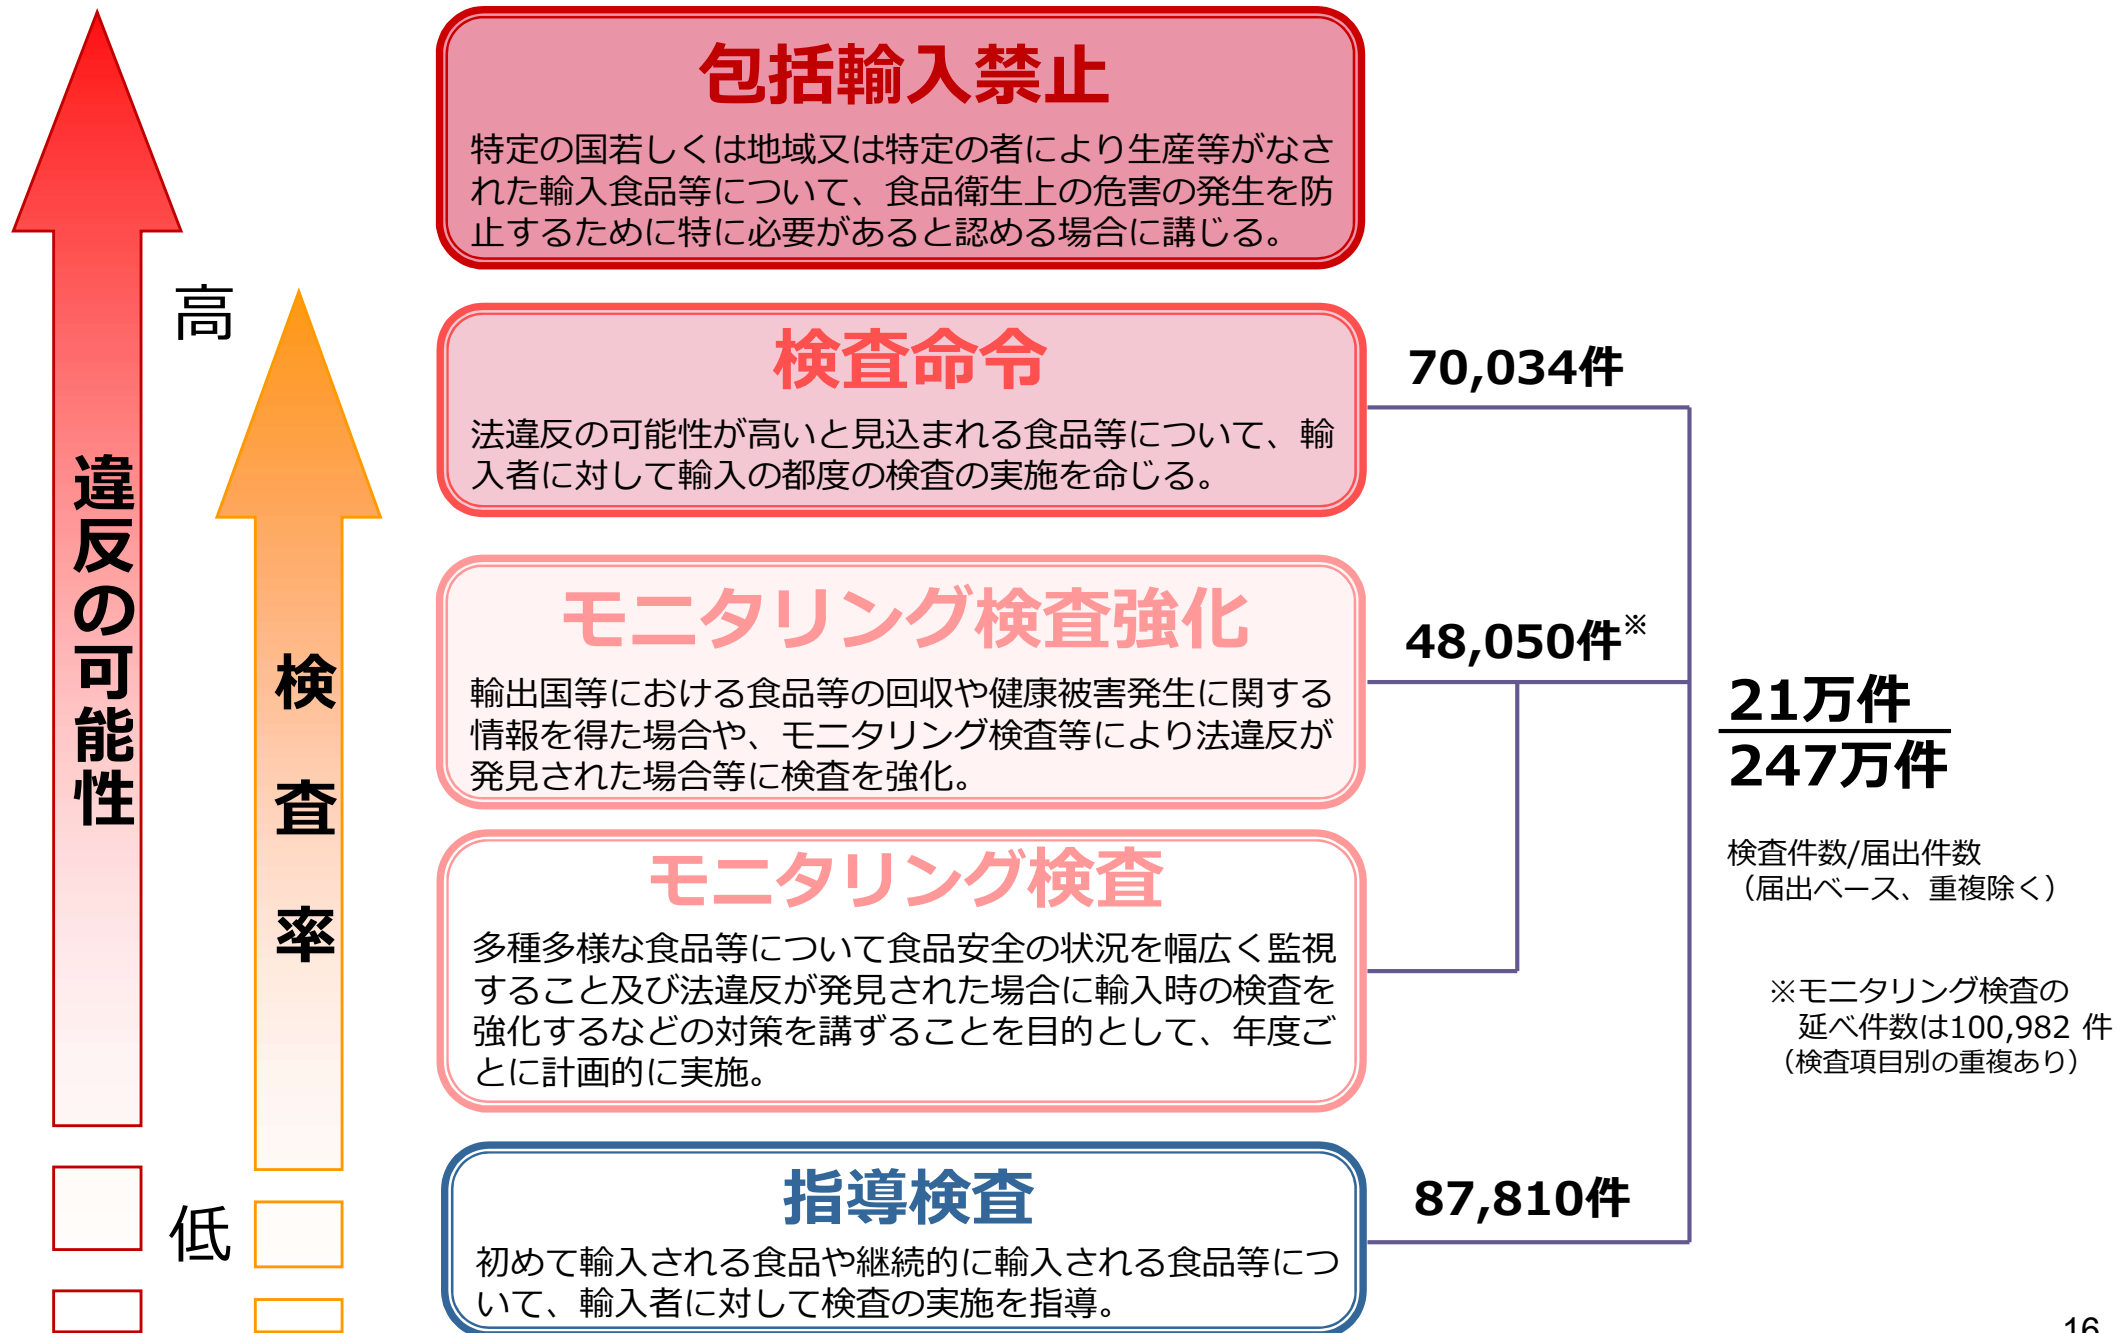 包括輸入禁止
特定の国若しくは地域又は特定の者により生産等がなさ
れた輸入食品等について、食品衛生上の危害の発生を防
止するために特に必要があると認める場合に講じる。
高
検査命令
70,034件
法違反の可能性が高いと見込まれる食品等について、輸
入者に対して輸入の都度の検査の実施を命じる。
違反の可能性
検査率
モニタリング検査強化
48,050件※
輸出国等における食品等の回収や健康被害発生に関する
情報を得た場合や、モニタリング検査等により法違反が
発見された場合等に検査を強化。
21万件
247万件
検査件数/届出件数
（届出ベース、重複除く）
モニタリング検査
多種多様な食品等について食品安全の状況を幅広く監視
すること及び法違反が発見された場合に輸入時の検査を
強化するなどの対策を講ずることを目的として、年度ご
とに計画的に実施。
※モニタリング検査の
延べ件数は100,982 件
（検査項目別の重複あり）
低
指導検査
87,810件
初めて輸入される食品や継続的に輸入される食品等につ
いて、輸入者に対して検査の実施を指導。
16